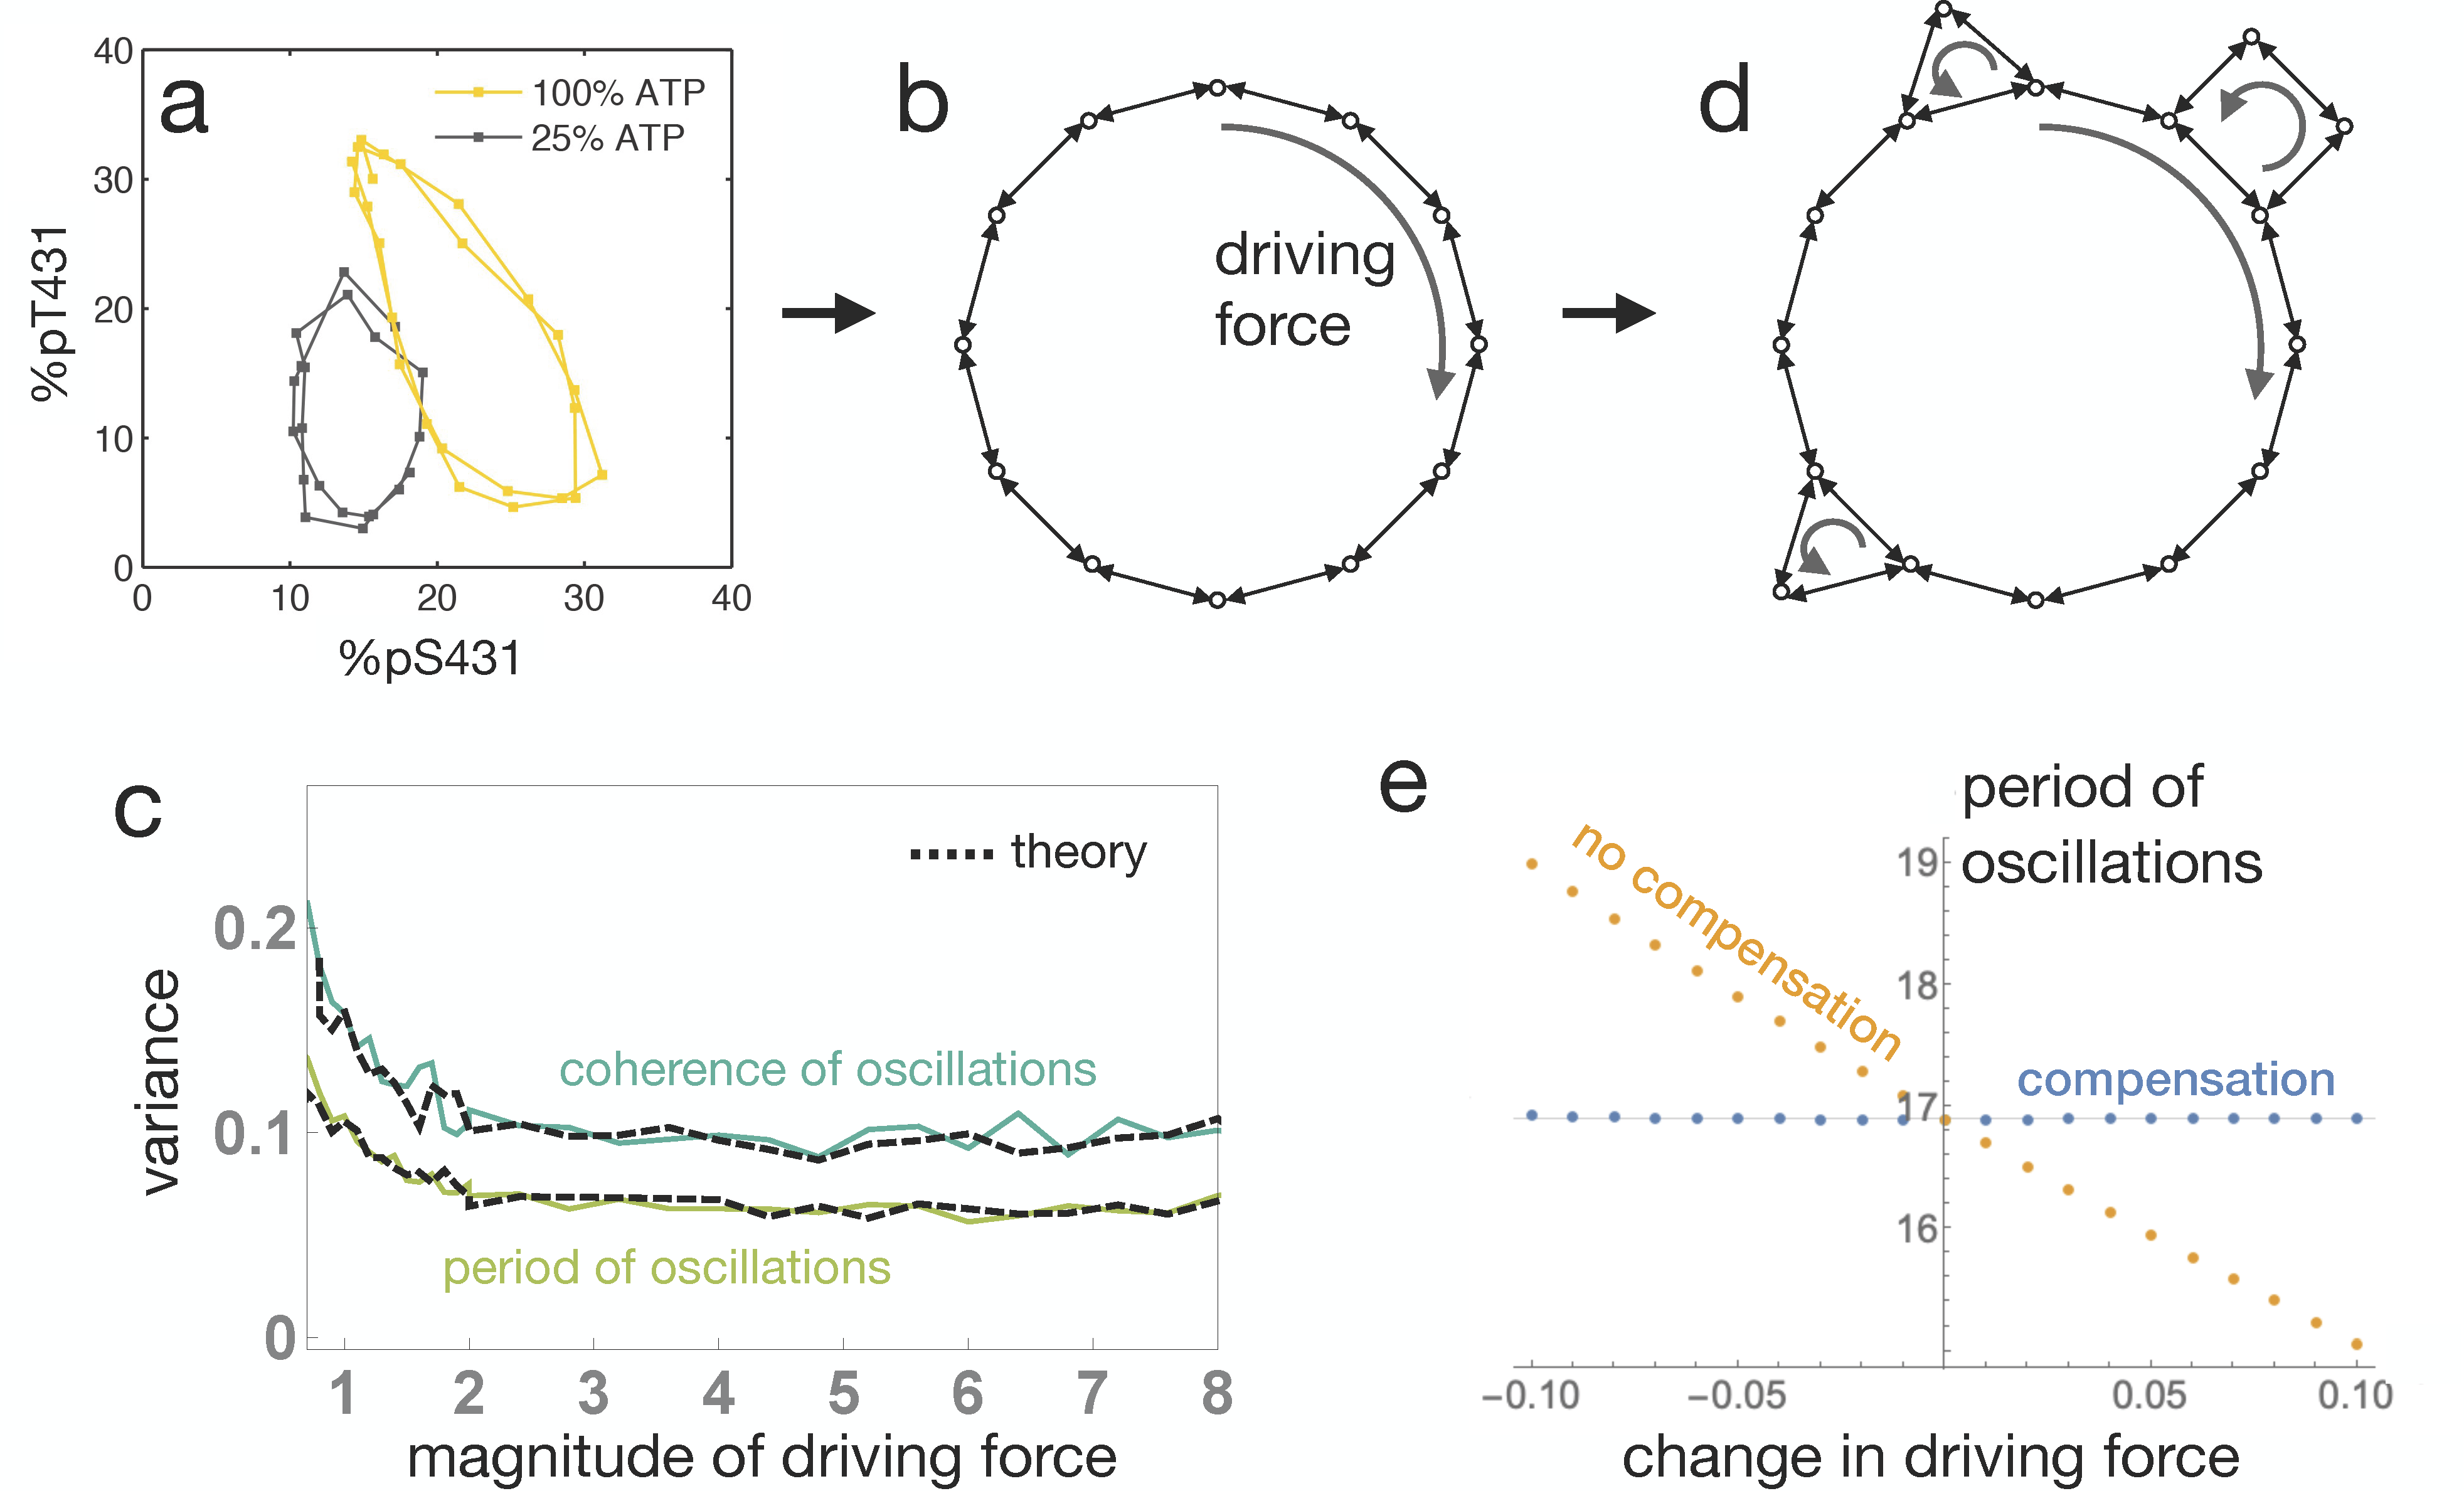 a
40
30
20
10
0
0 10 20 30 40
%pT431
%pS431
100% ATP
25% ATP
b
driving
force
d
c
0.2
0.1
0
variance
theory
coherence of oscillations
period of oscillations
1 2 3 4 5 6 7 8
magnitude of driving force
e
period of
oscillations
19
18
17
16
no compensation
compensation
−0.10 −0.05 0.05 0.10
change in driving force